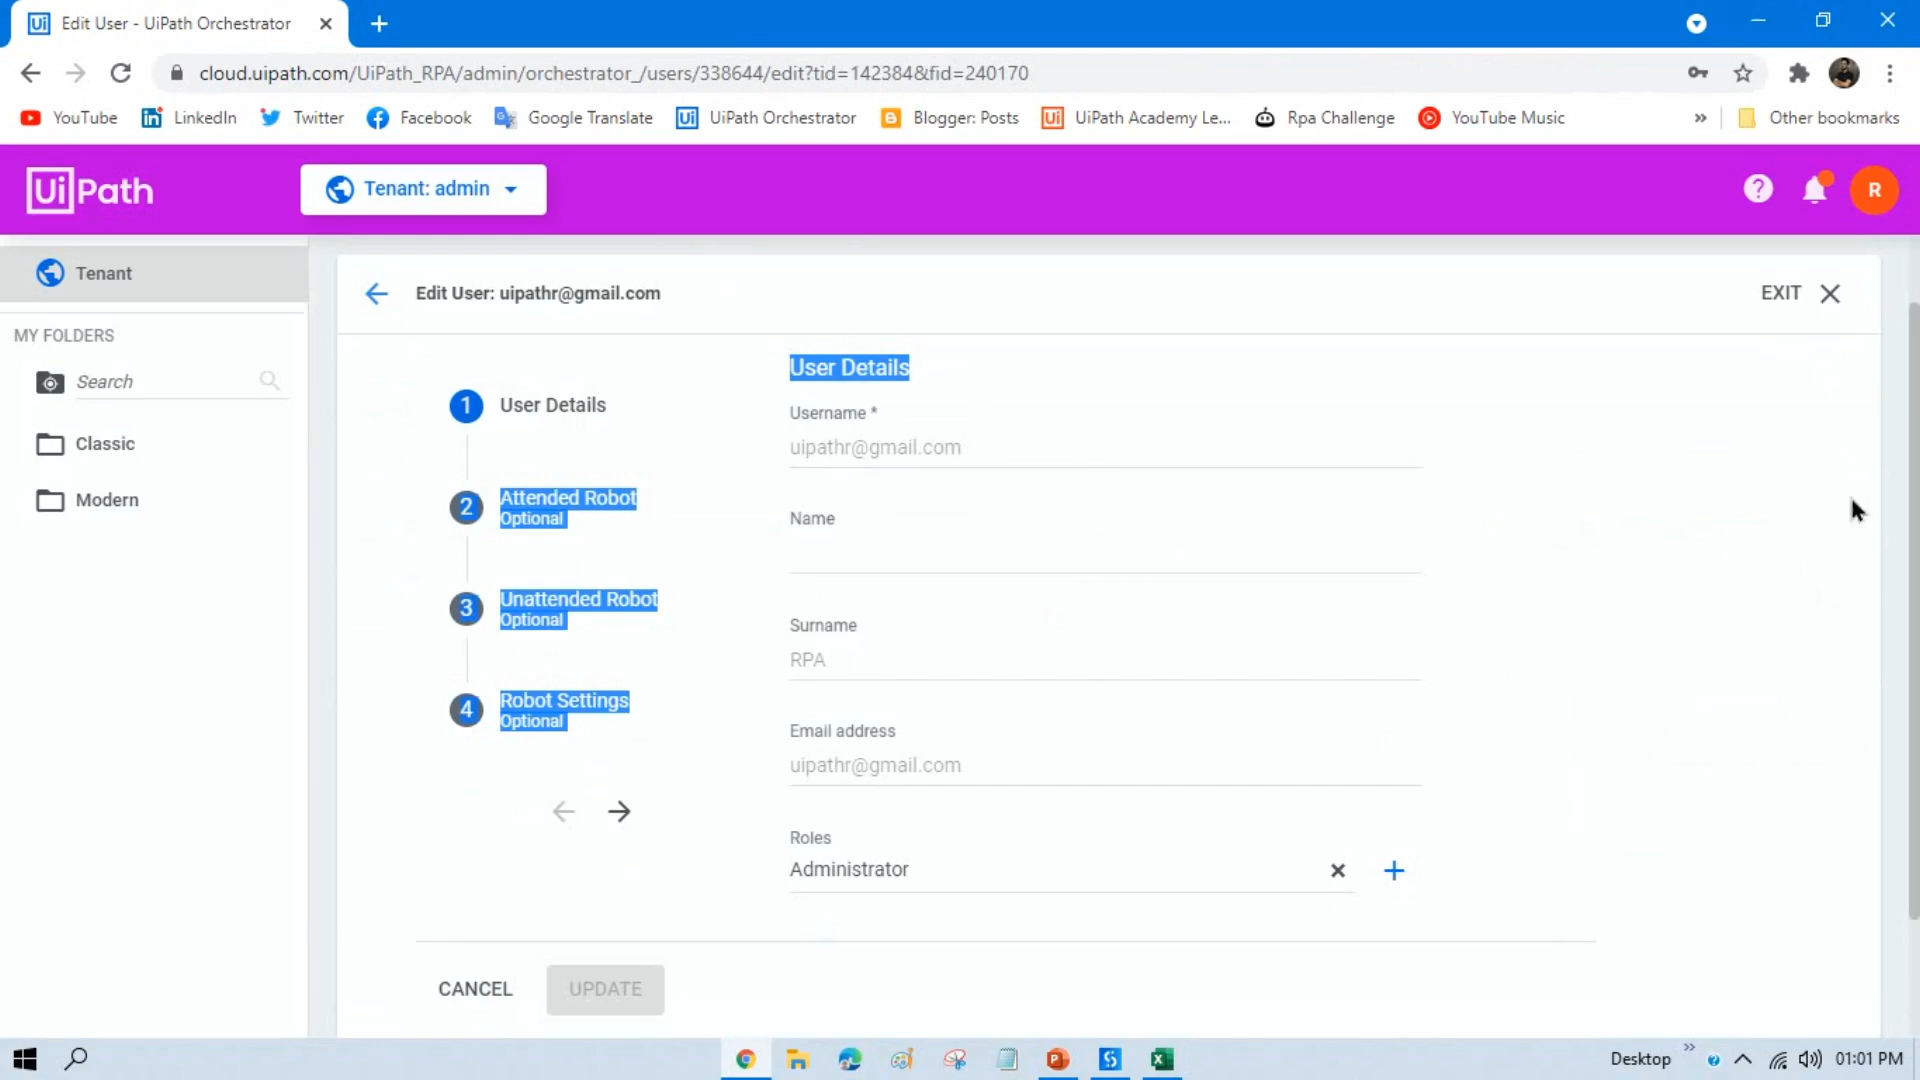 Ui Edit User - UiPath Orchestrator
cloud.uipath.com/UiPath_RPA/admin/orchestrator_/users/338644/edit?tid=142384&fid=240170
YouTube LinkedIn Twitter Facebook Google Translate UiPath Orchestrator Blogger: Posts UiPath Academy Le... Rpa Challenge YouTube Music » Other bookmarks
UiPath Tenant: admin ? R
Tenant
Edit User: uipathr@gmail.com EXIT
MY FOLDERS
Search
Classic
Modern
1 User Details
2 Attended Robot
Optional
3 Unattended Robot
Optional
4 Robot Settings
Optional
User Details
Username *
uipathr@gmail.com
Name
Surname
RPA
Email address
uipathr@gmail.com
Roles
Administrator
CANCEL UPDATE
Desktop » 01:01 PM